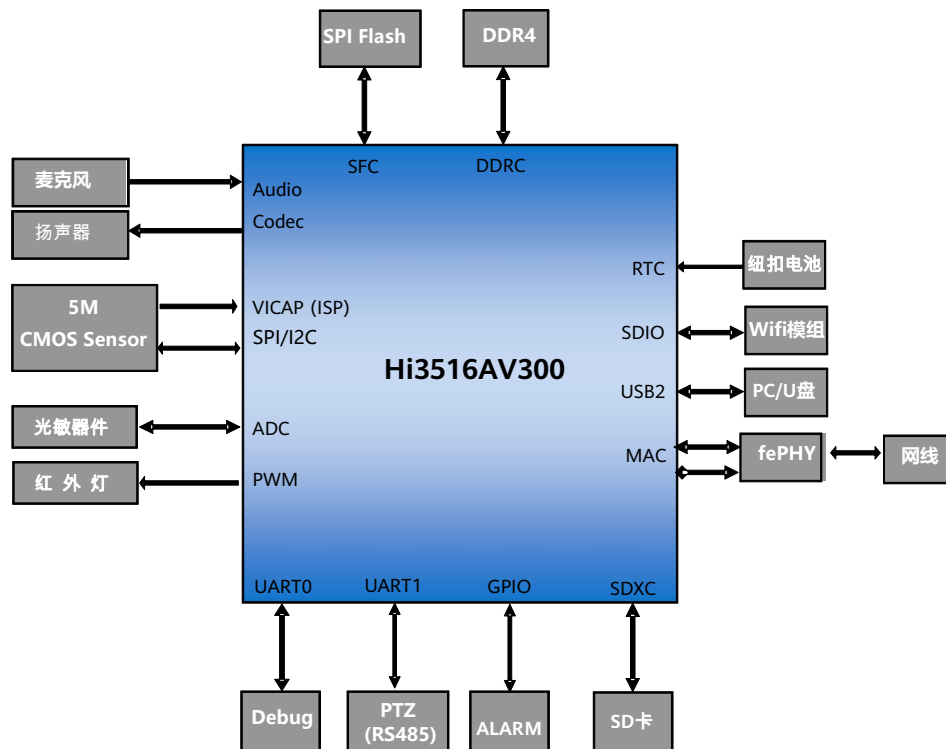 SPI Flash
DDR4
SFC
DDRC
麦克风
Audio
扬声器
Codec
RTC
纽扣电池
5M
CMOS Sensor
VICAP (ISP)
SPI/I2C
SDIO
Wifi模组
Hi3516AV300
USB2
PC/U盘
光敏器件
ADC
MAC
fePHY
网线
红 外 灯
PWM
UART0
UART1
GPIO
SDXC
Debug
PTZ
(RS485)
ALARM
SD卡